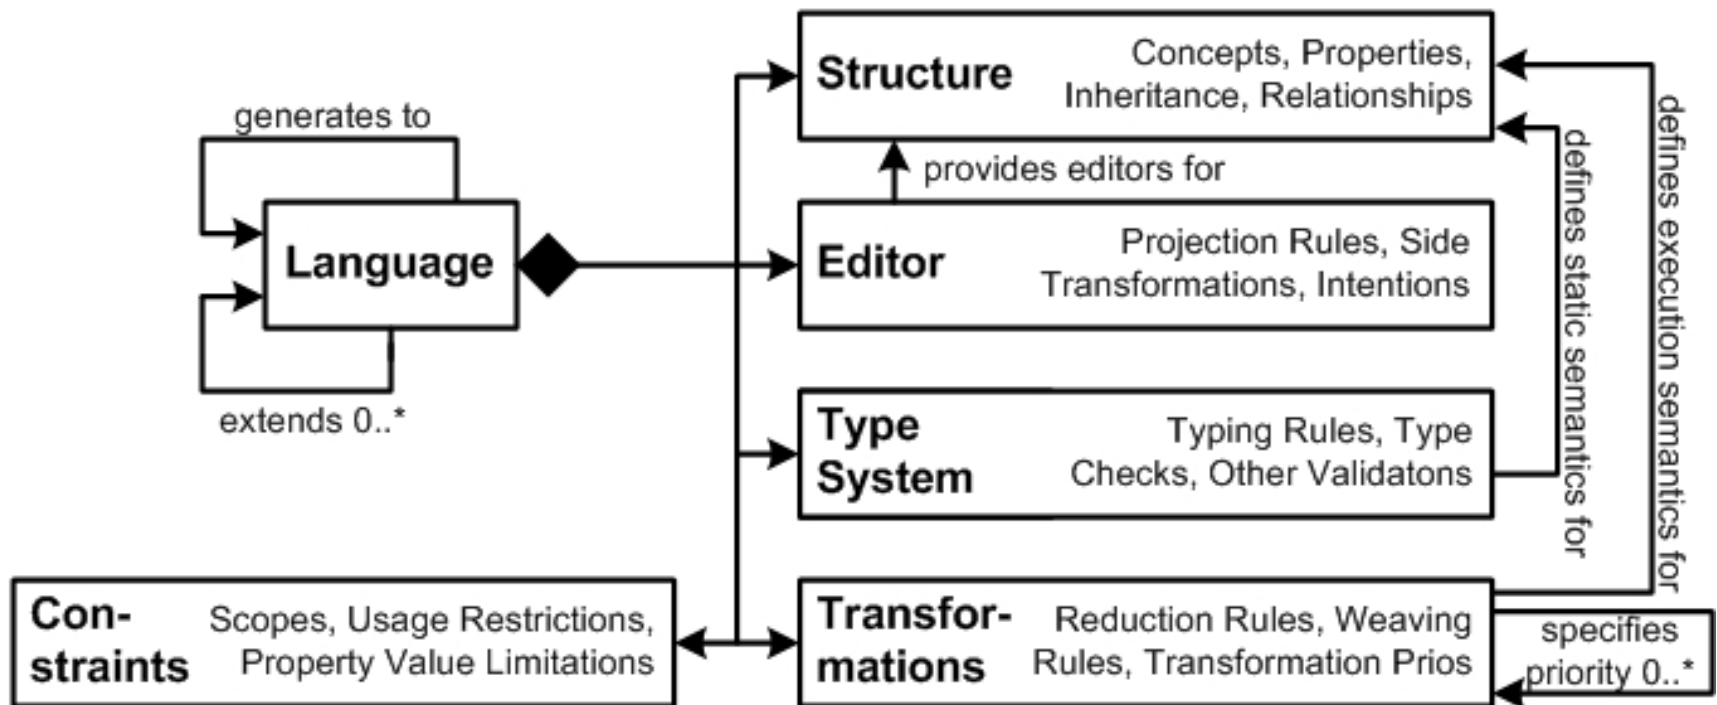 generates to
Language
extends 0..*
Structure
Concepts, Properties,
Inheritance, Relationships
provides editors for
Editor
Projection Rules, Side
Transformations, Intentions
Type
System
Typing Rules, Type
Checks, Other Validatons
Con-
straints
Scopes, Usage Restrictions,
Property Value Limitations
Transfor-
mations
Reduction Rules, Weaving
Rules, Transformation Prios
defines static semantics for
defines execution semantics for
specifies
priority 0..*